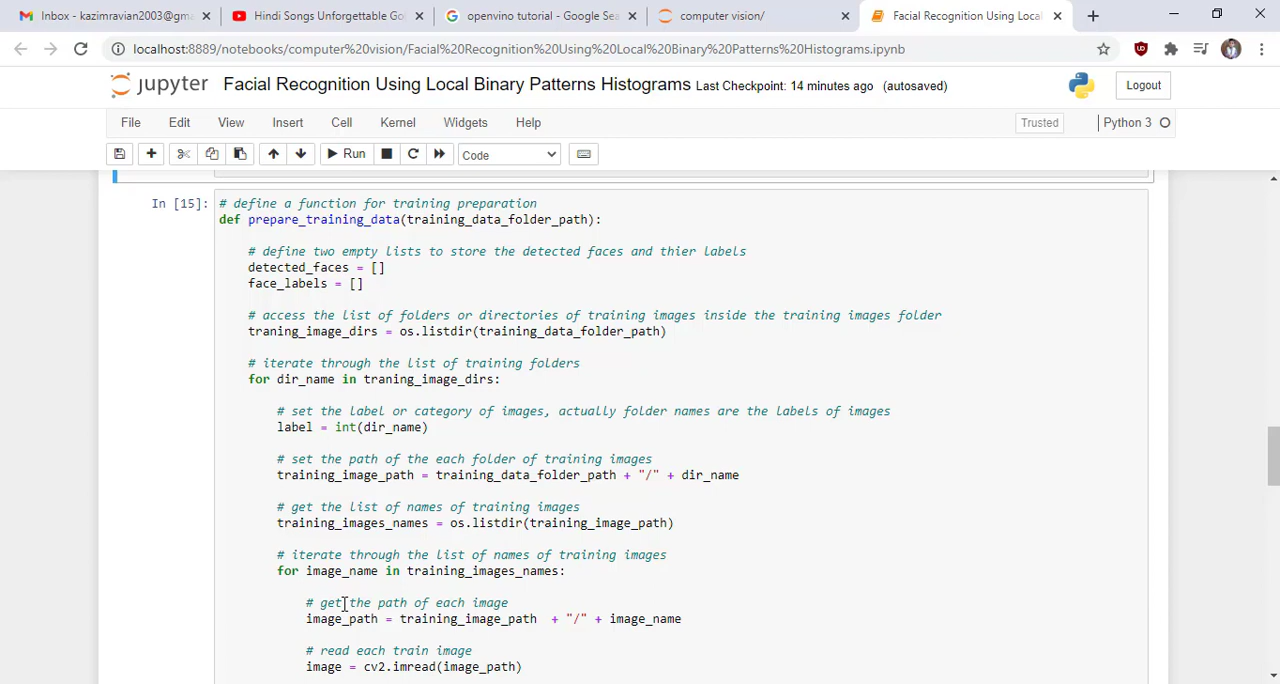 Inbox - kazimravian2003@gma
Hindi Songs Unforgettable Go
openvino tutorial - Google Sea
computer vision/
Facial Recognition Using Local
localhost:8889/notebooks/computer%20vision/Facial%20Recognition%20Using%20Local%20Binary%20Patterns%20Histograms.ipynb
jupyter Facial Recognition Using Local Binary Patterns Histograms Last Checkpoint: 14 minutes ago (autosaved) Logout
File Edit View Insert Cell Kernel Widgets Help Trusted Python 3
Run Code
In [15]: # define a function for training preparation
def prepare_training_data(training_data_folder_path):
# define two empty lists to store the detected faces and thier labels
detected_faces = []
face_labels = []
# access the list of folders or directories of training images inside the training images folder
traning_image_dirs = os.listdir(training_data_folder_path)
# iterate through the list of training folders
for dir_name in traning_image_dirs:
# set the label or category of images, actually folder names are the labels of images
label = int(dir_name)
# set the path of the each folder of training images
training_image_path = training_data_folder_path + "/" + dir_name
# get the list of names of training images
training_images_names = os.listdir(training_image_path)
# iterate through the list of names of training images
for image_name in training_images_names:
# get the path of each image
image_path = training_image_path + "/" + image_name
# read each train image
image = cv2.imread(image_path)